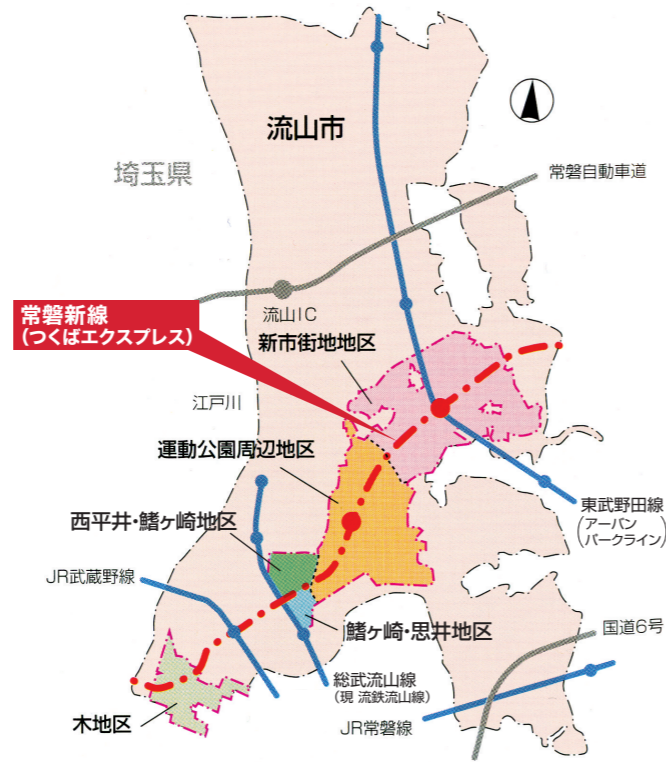 流山市
埼玉県
常磐自動車道
流山IC
常磐新線
(つくばエクスプレス)
新市街地地区
江戸川
運動公園周辺地区
東武野田線
(アーバン
パークライン)
西平井・鰭ヶ崎地区
JR武蔵野線
鰭ヶ崎・思井地区
国道6号
総武流山線
(現 流鉄流山線)
木地区
JR常磐線